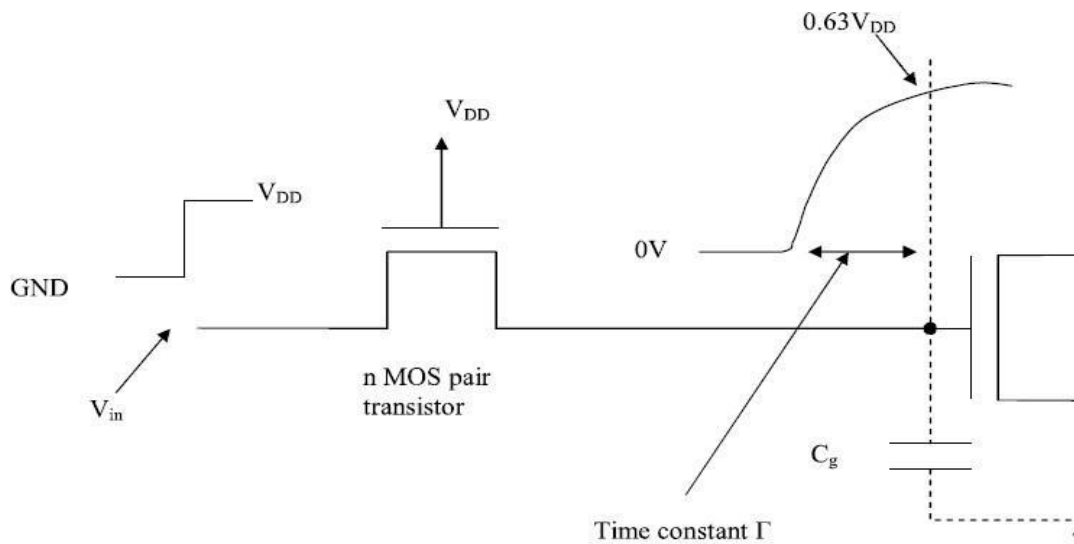 0.63V_DD
V_DD
V_DD
0V
GND
n MOS pair
transistor
V_in
C_g
Time constant Γ